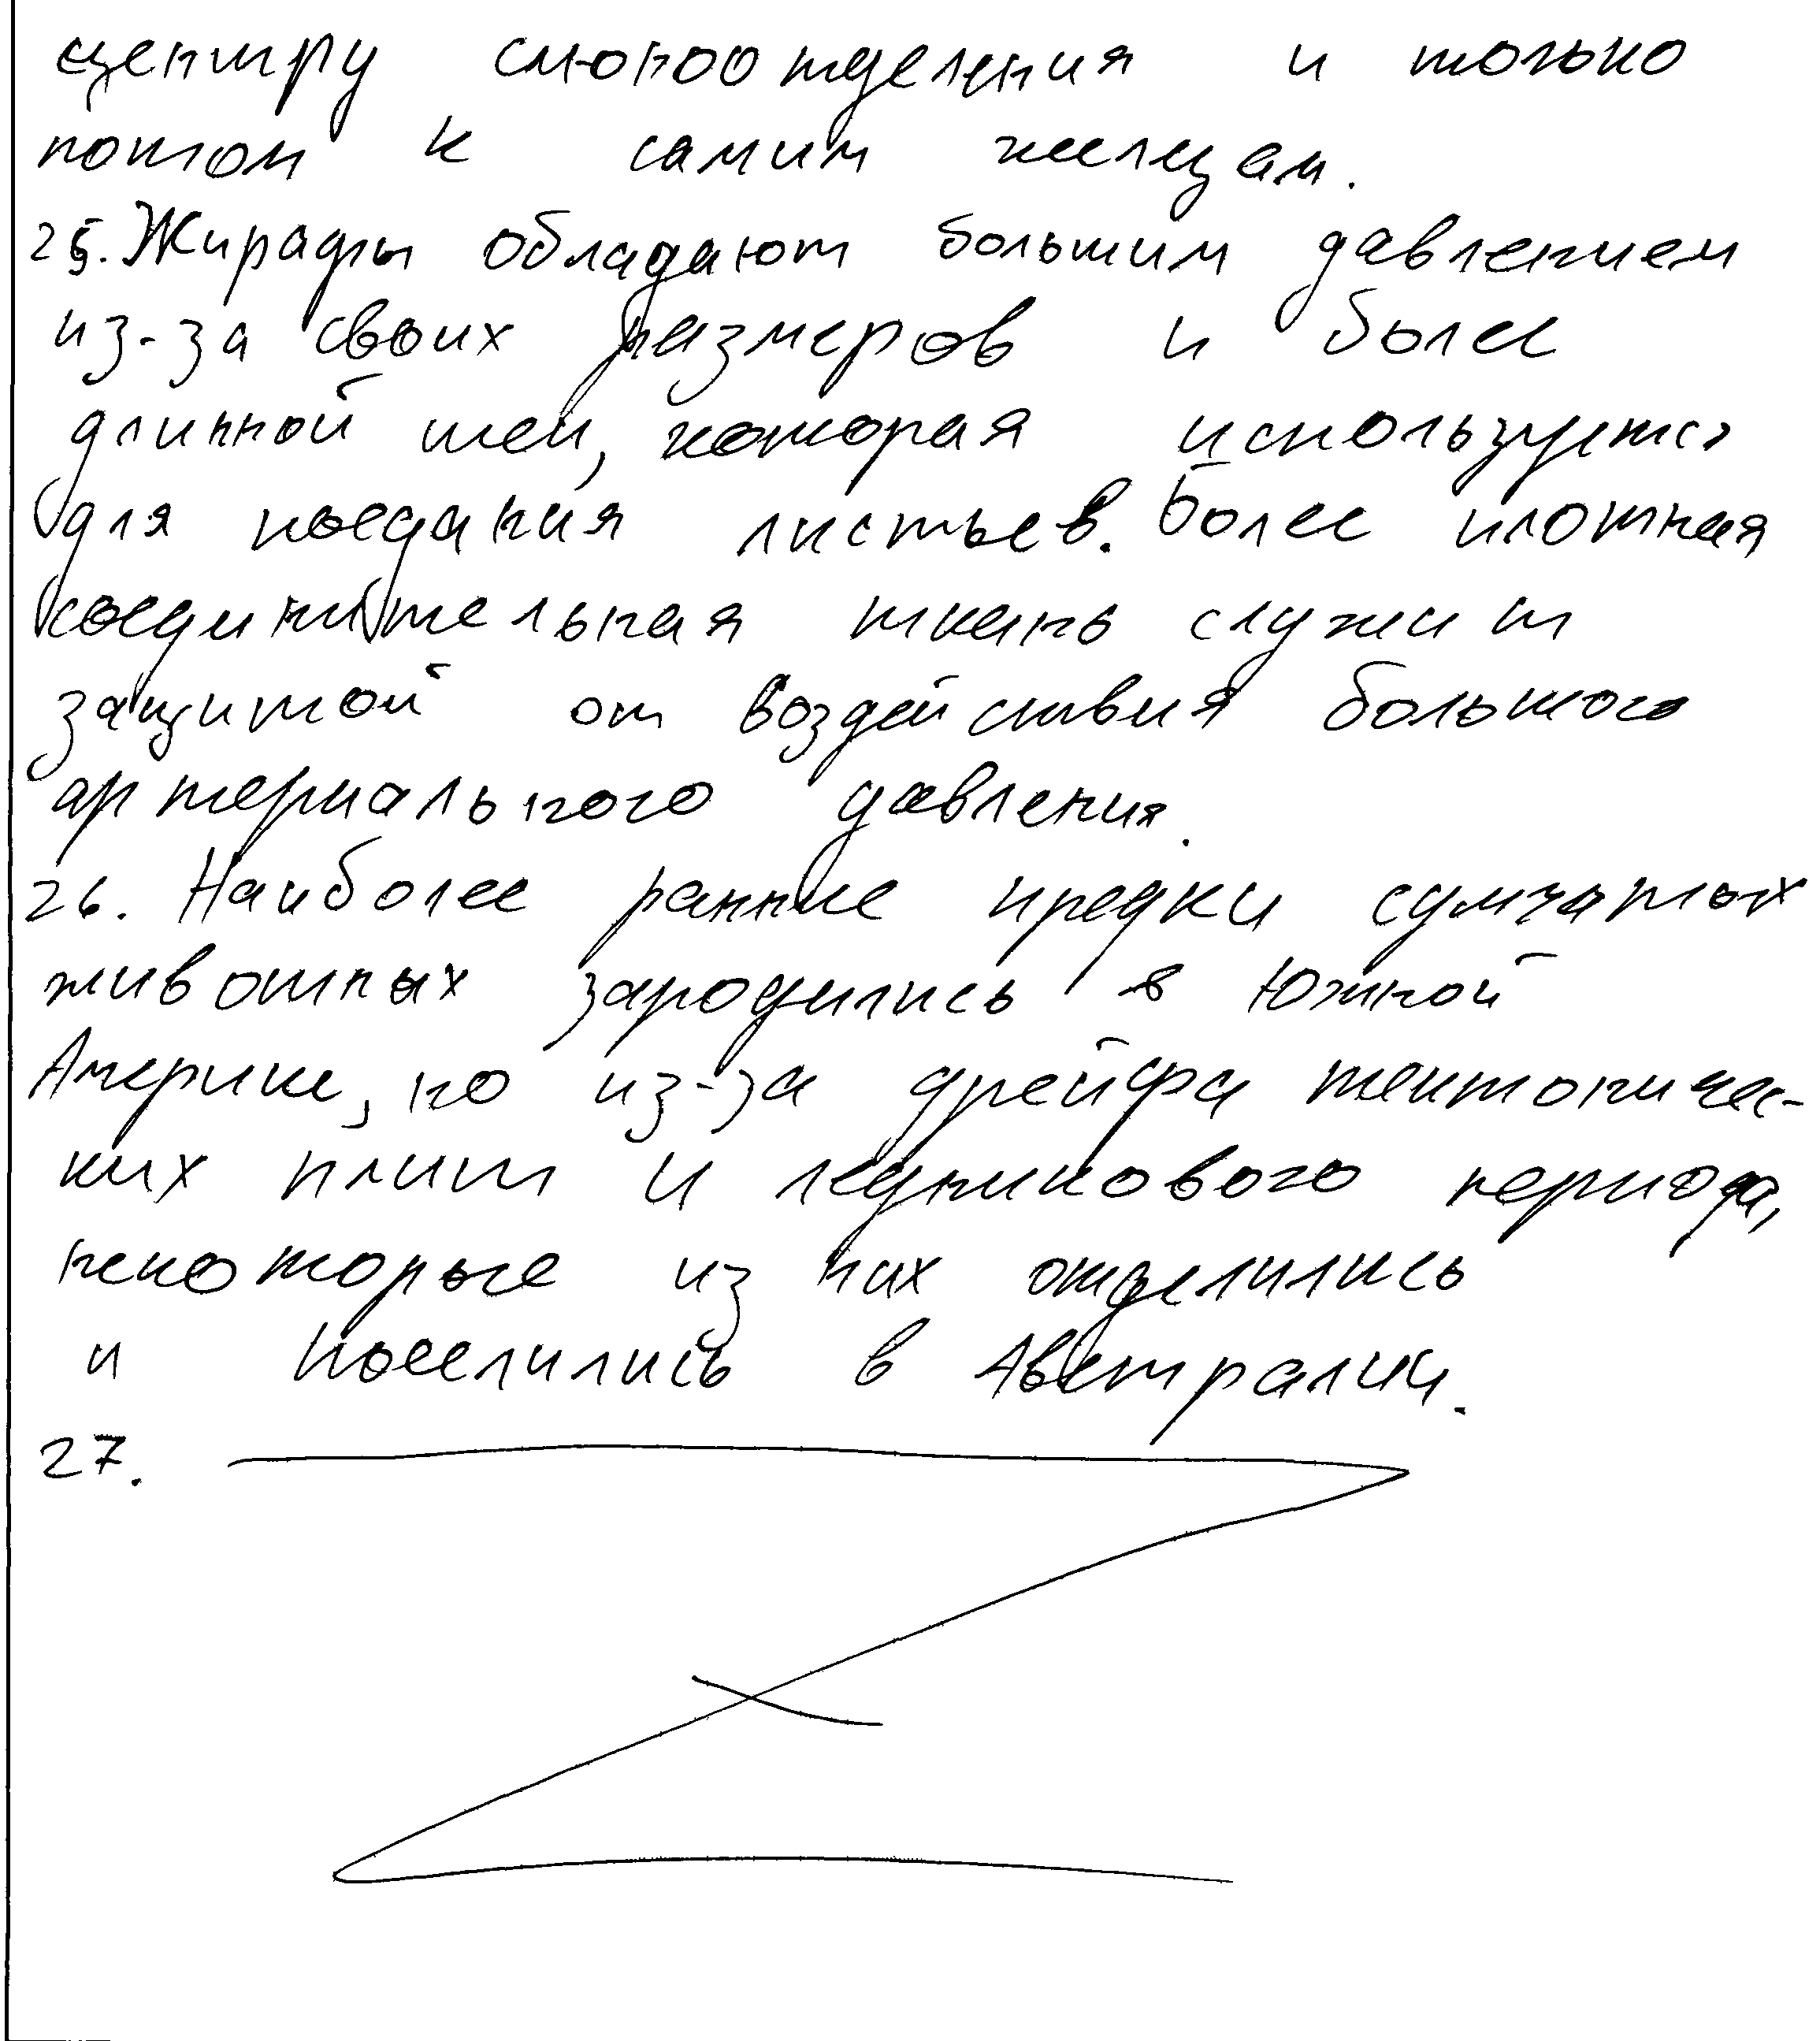 центру слюноотделения и только
потом к самим железам.
25. Жирафы обладают большим давлением
из-за своих размеров и более
длинной шеи, которая используется
для поедания листьев. Более плотная
соединительная ткань служит
защитой от воздействия большого
артериального давления.
26. Наиболее ранние предки сумчатых
животных зародились в Южной
Америке, но из-за дрейфа тектоничес-
ких плит и ледникового периода,
некоторые из них отделились
и поселились в Австралии.
27.